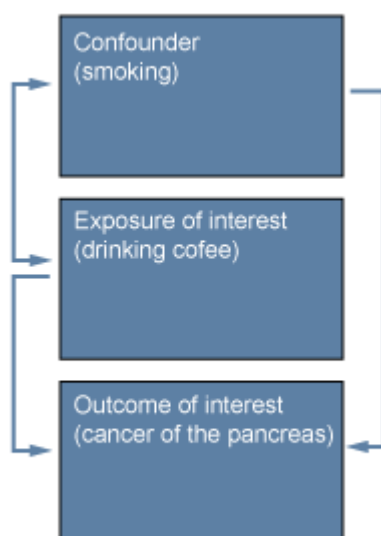 Confounder
(smoking)
Exposure of interest
(drinking cofee)
Outcome of interest
(cancer of the pancreas)